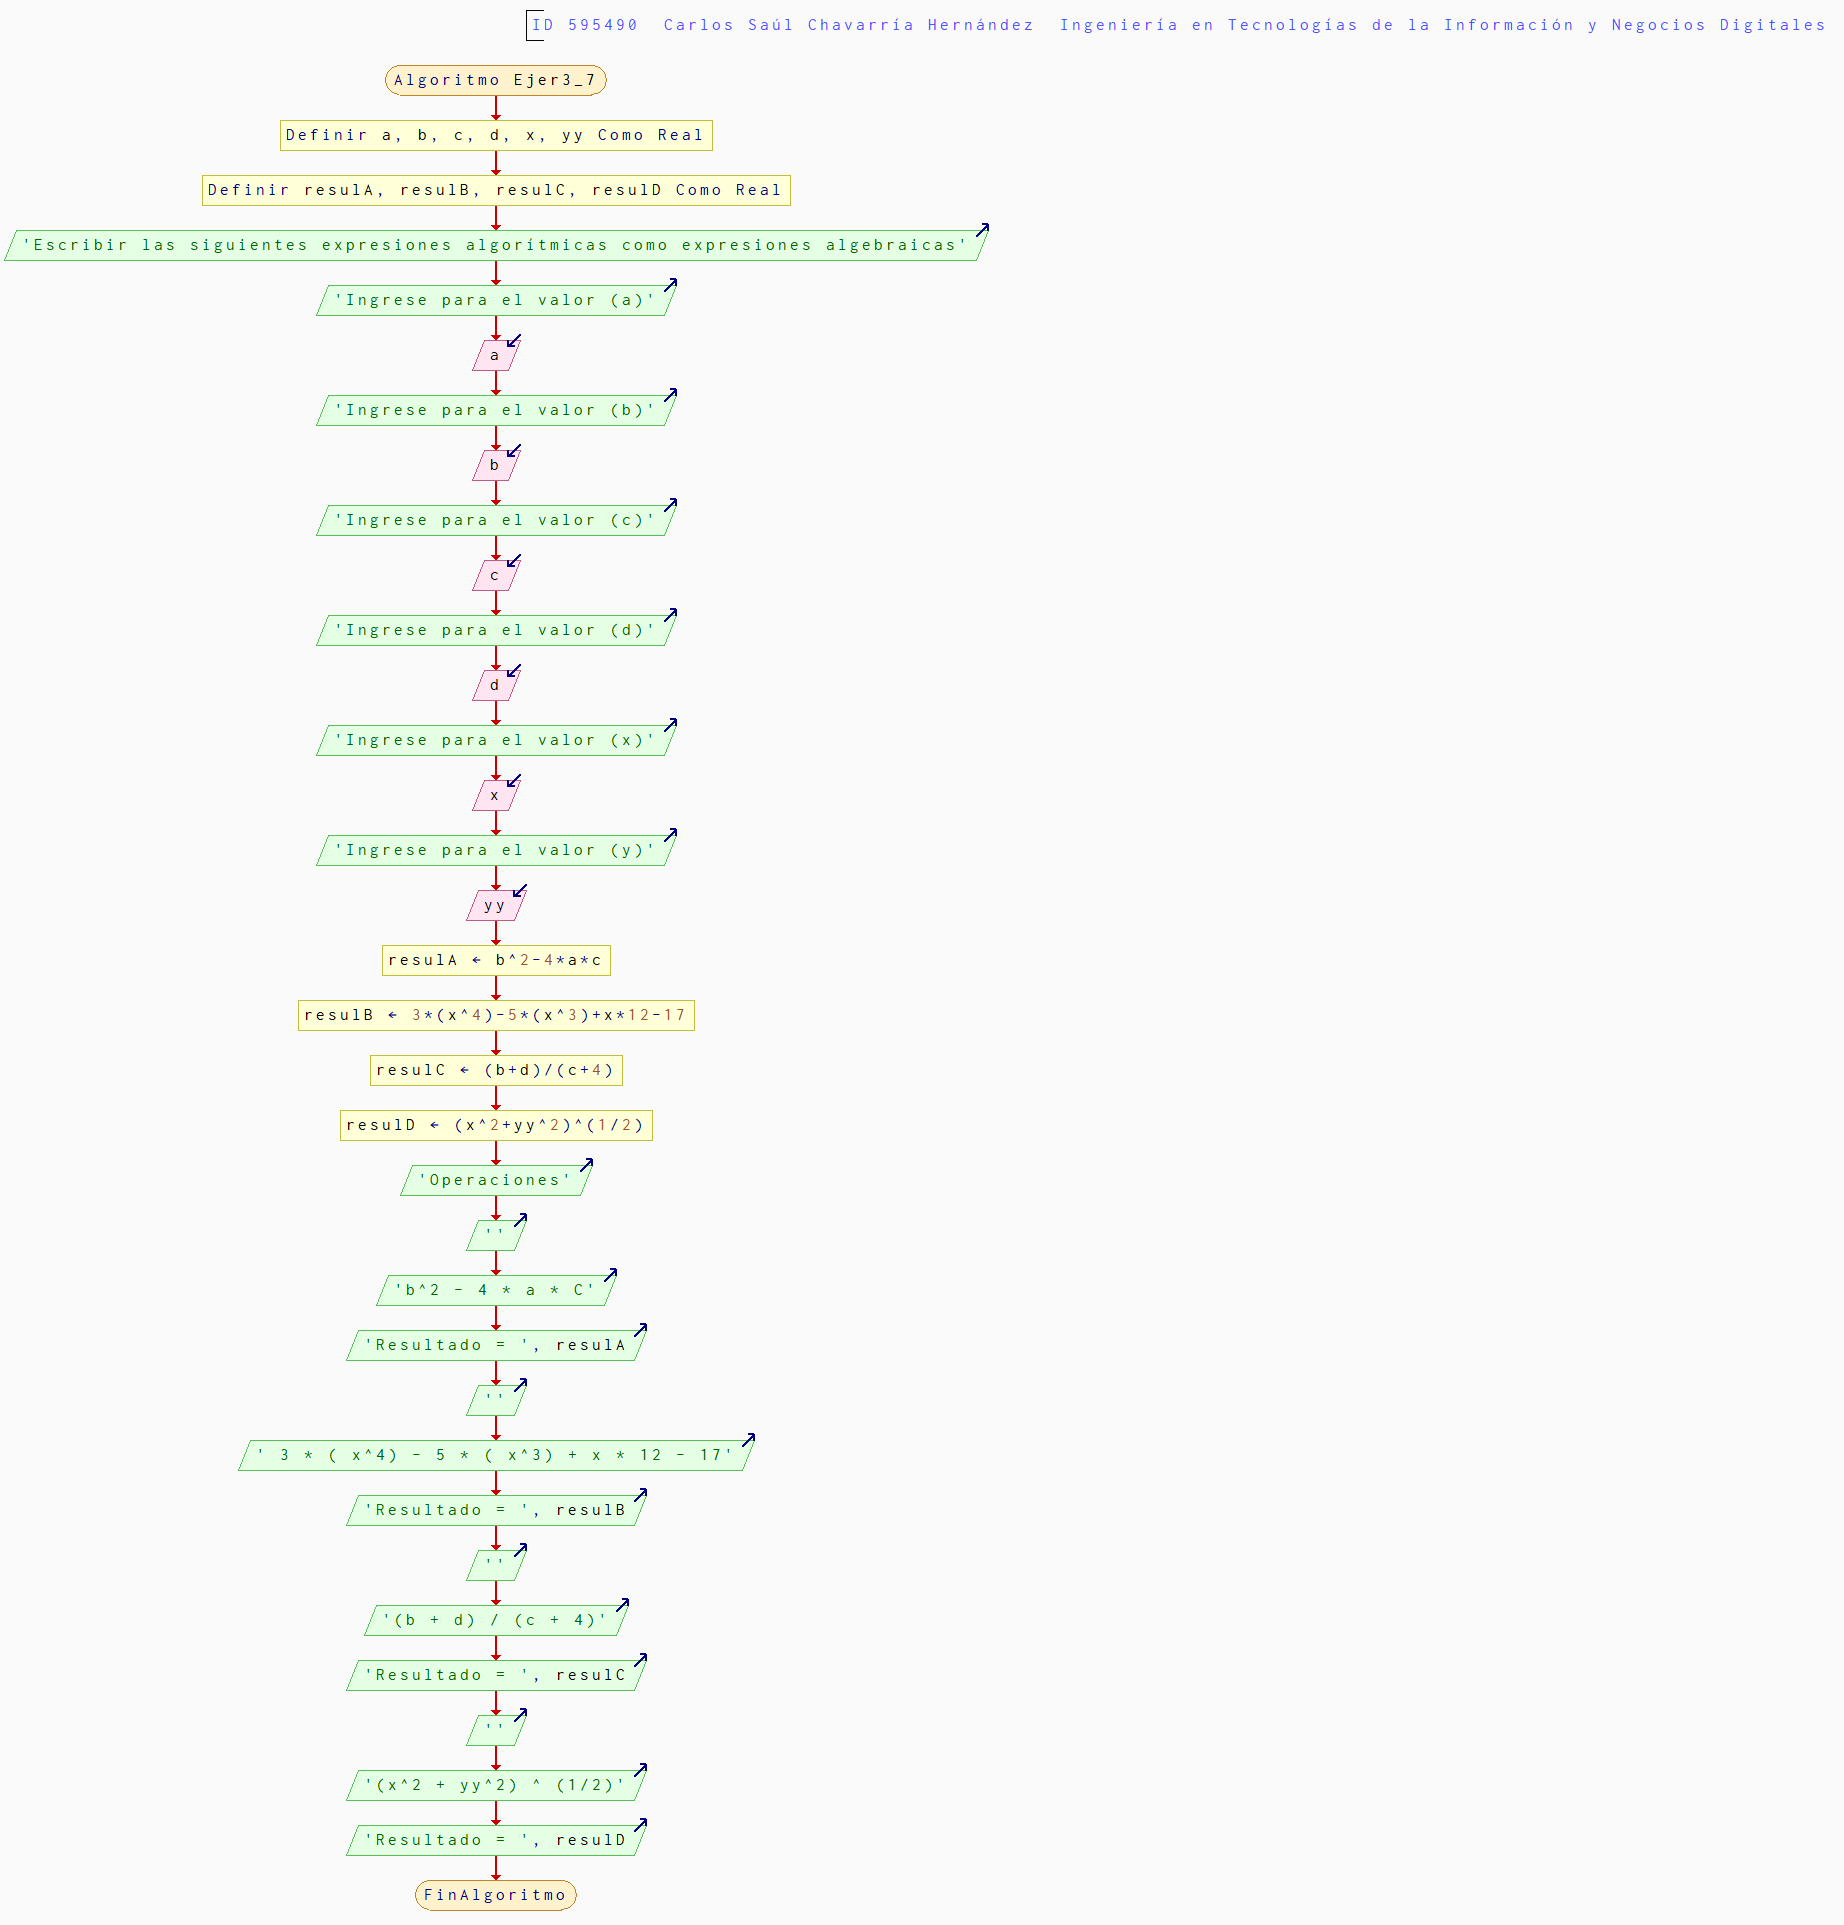 ID 595490  Carlos Saúl Chavarría Hernández  Ingeniería en Tecnologías de la Información y Negocios Digitales
Algoritmo Ejer3_7
Definir a, b, c, d, x, yy Como Real
Definir resulA, resulB, resulC, resulD Como Real
'Escribir las siguientes expresiones algorítmicas como expresiones algebraicas'
'Ingrese para el valor (a)'
a
'Ingrese para el valor (b)'
b
'Ingrese para el valor (c)'
c
'Ingrese para el valor (d)'
d
'Ingrese para el valor (x)'
x
'Ingrese para el valor (y)'
yy
resulA ← b^2-4*a*c
resulB ← 3*(x^4)-5*(x^3)+x*12-17
resulC ← (b+d)/(c+4)
resulD ← (x^2+yy^2)^(1/2)
'Operaciones'
''
'b^2 - 4 * a * C'
'Resultado = ', resulA
''
' 3 * ( x^4) - 5 * ( x^3) + x * 12 - 17'
'Resultado = ', resulB
''
'(b + d) / (c + 4)'
'Resultado = ', resulC
''
'(x^2 + yy^2) ^ (1/2)'
'Resultado = ', resulD
FinAlgoritmo